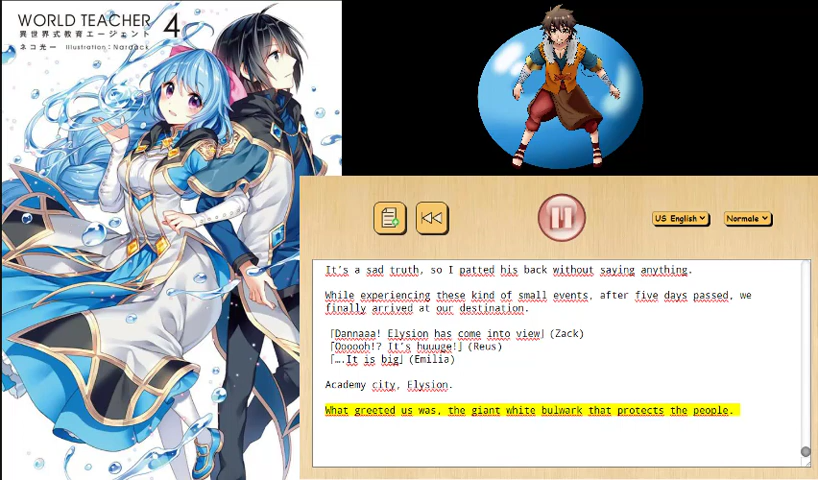 WORLD TEACHER 4
異世界式教育エージェント
ネコ光一 Illustration: Nardack
US English
Normale
It's a sad truth, so I patted his back without saying anything.
While experiencing these kind of small events, after five days passed, we
finally arrived at our destination.
「Dannaaa! Elysion has come into view」(Zack)
「Oooooh!? It's huuuge!」(Reus)
「….It is big」(Emilia)
Academy city, Elysion.
What greeted us was, the giant white bulwark that protects the people.